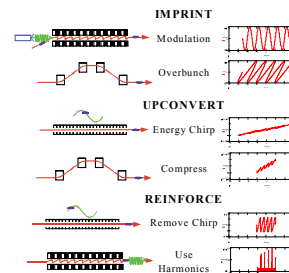 IMPRINT
Modulation
Overbunch
UPCONVERT
Energy Chirp
Compress
REINFORCE
Remove Chirp
Use
Harmonics